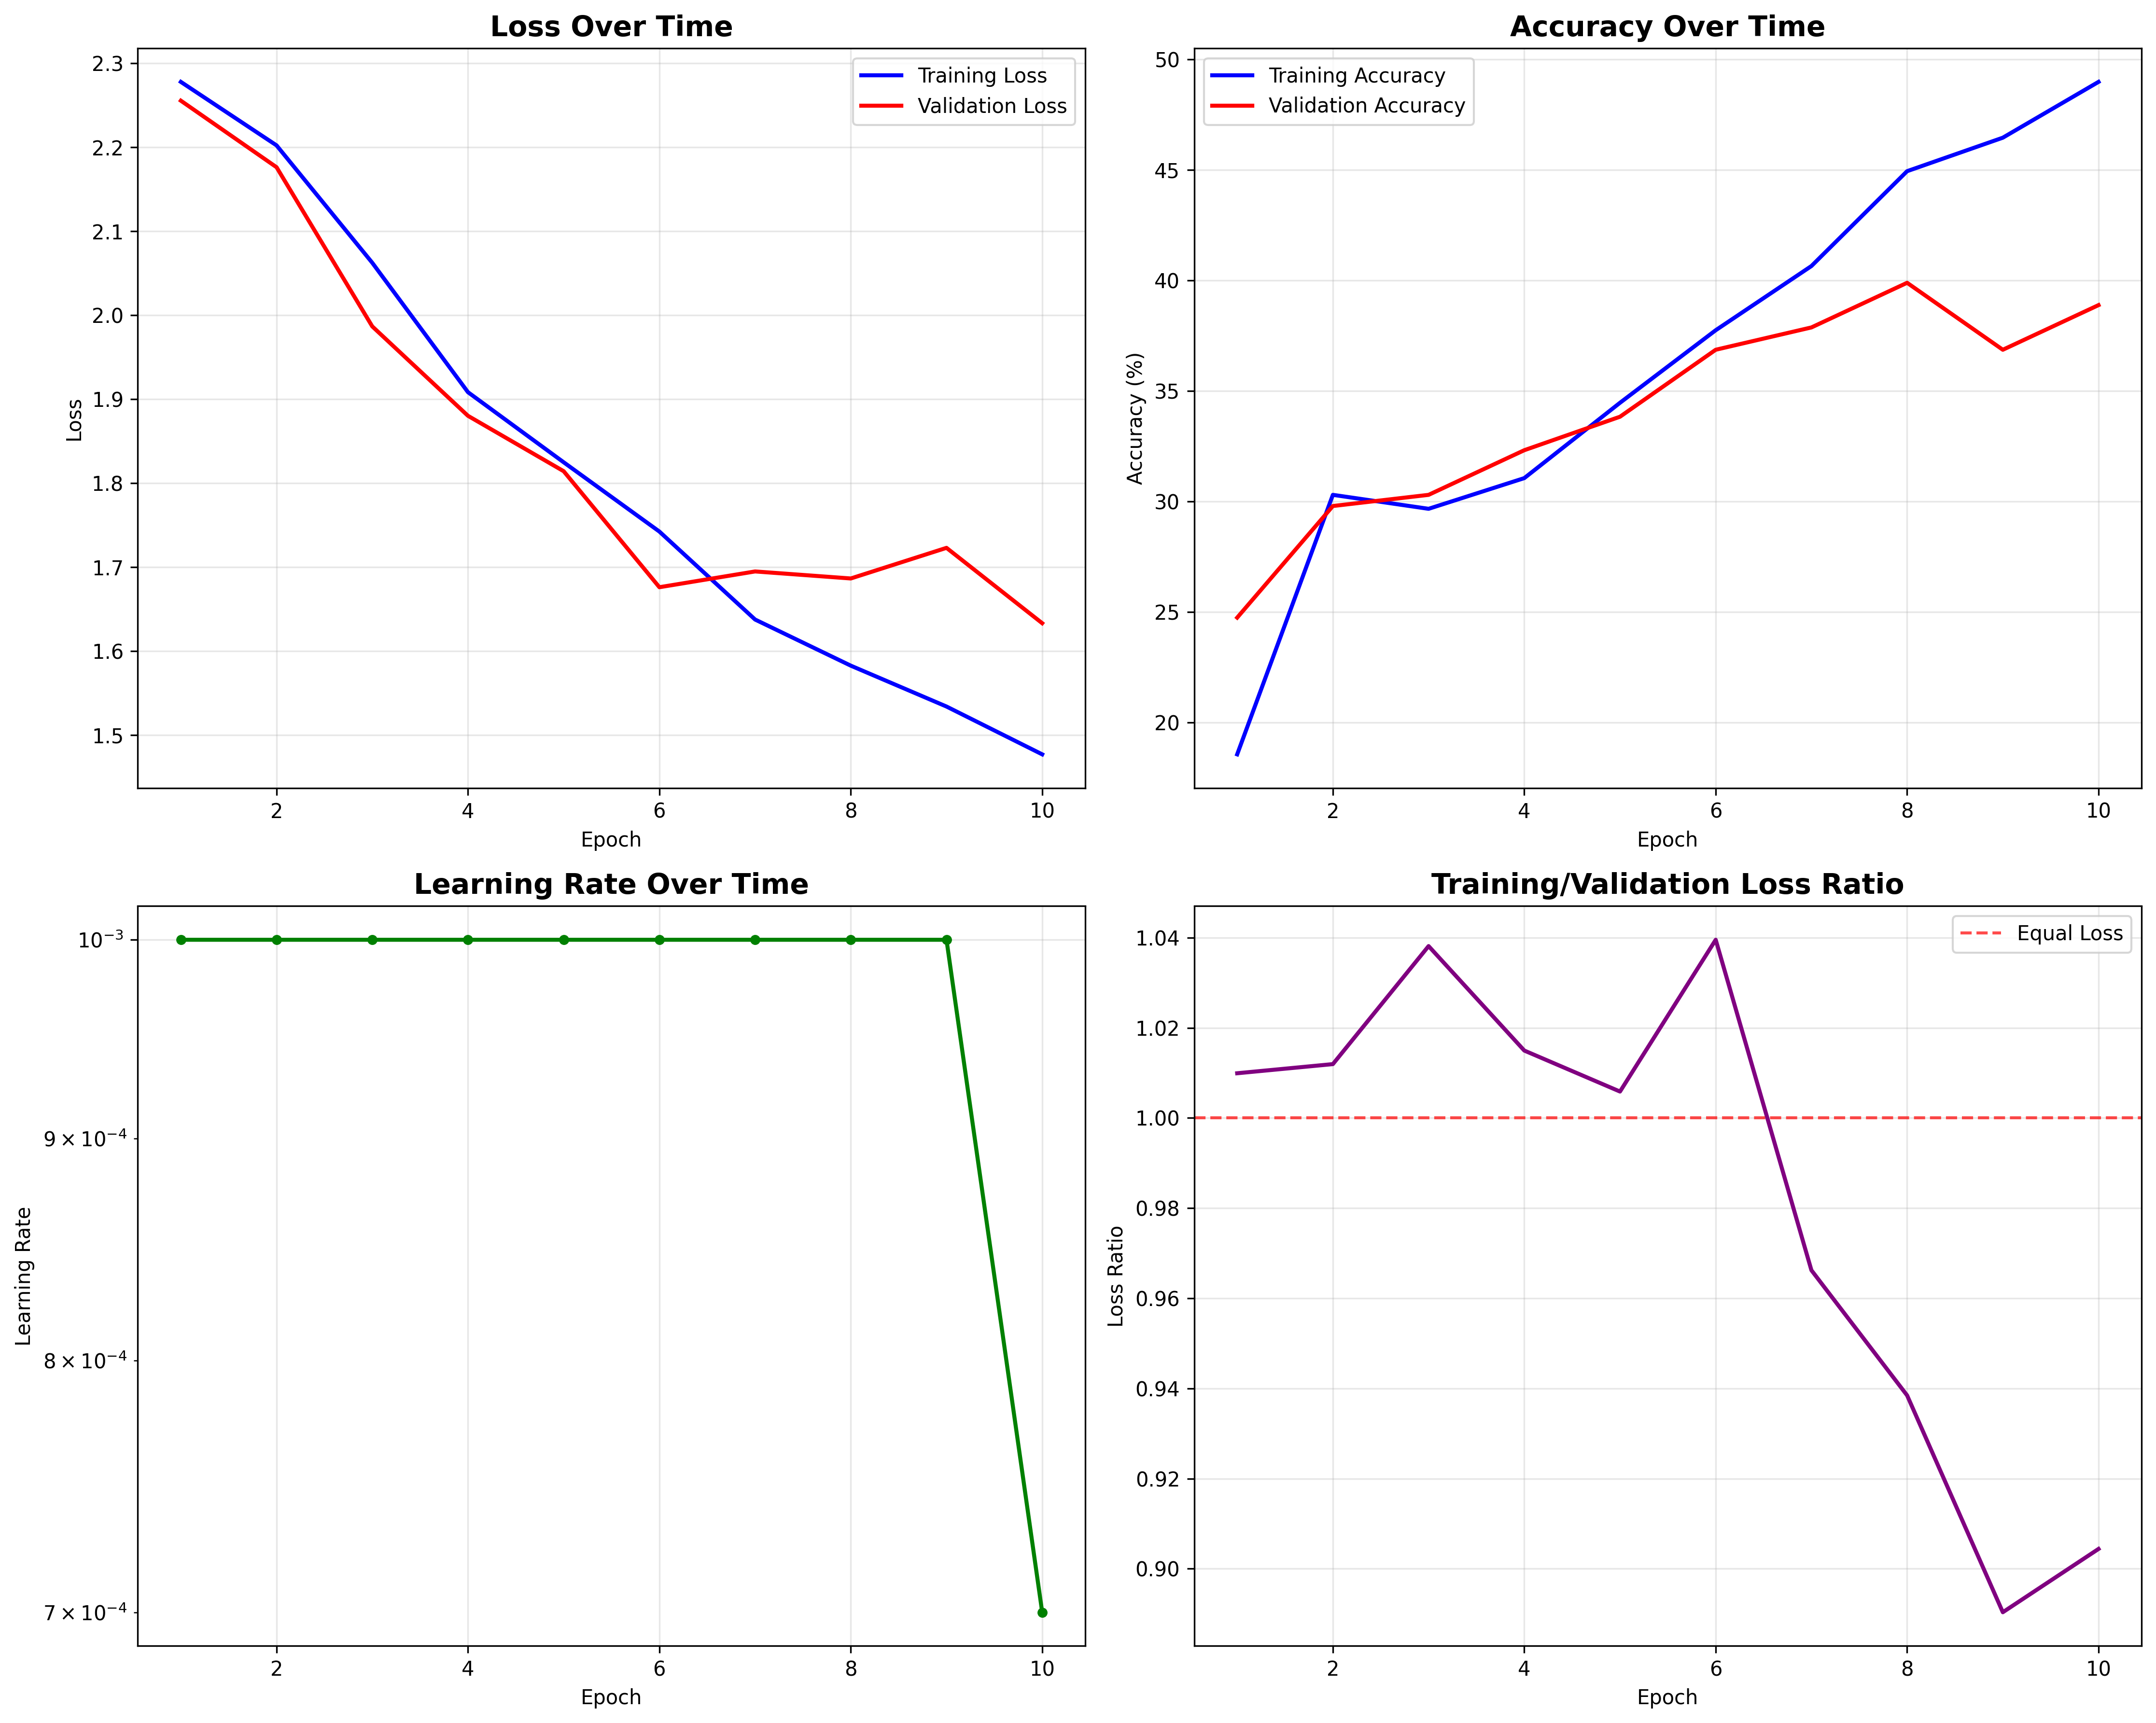 Loss Over Time
Training Loss
Validation Loss
2.3
2.2
2.1
2.0
1.9
1.8
1.7
1.6
1.5
Loss
2 4 6 8 10
Epoch
Accuracy Over Time
Training Accuracy
Validation Accuracy
50
45
40
35
30
25
20
Accuracy (%)
2 4 6 8 10
Epoch
Learning Rate Over Time
10⁻³
9 × 10⁻⁴
8 × 10⁻⁴
7 × 10⁻⁴
Learning Rate
2 4 6 8 10
Epoch
Training/Validation Loss Ratio
Equal Loss
1.04
1.02
1.00
0.98
0.96
0.94
0.92
0.90
Loss Ratio
2 4 6 8 10
Epoch